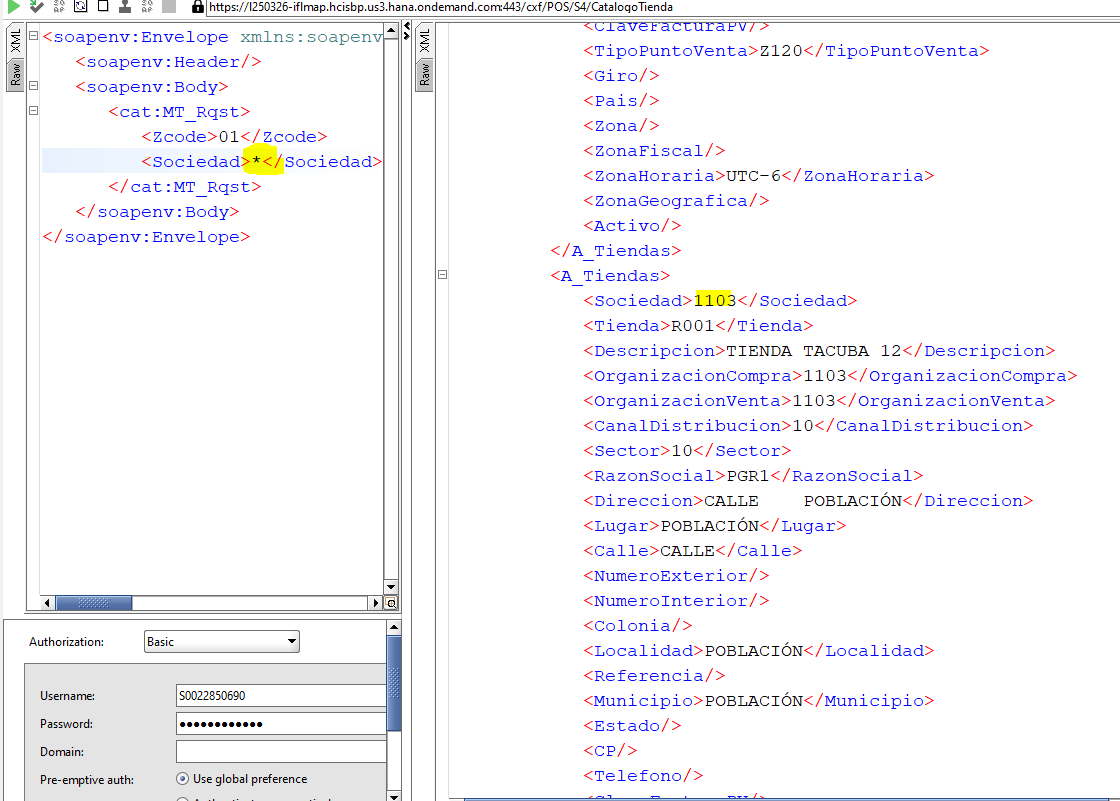 https://l250326-iflmap.hcisbp.us3.hana.ondemand.com:443/cxf/POS/S4/CatalogoTienda
XML
Raw
<soapenv:Envelope xmlns:soapenv
<soapenv:Header/>
<soapenv:Body>
<cat:MT_Rqst>
<Zcode>01</Zcode>
<Sociedad>*</Sociedad>
</cat:MT_Rqst>
</soapenv:Body>
</soapenv:Envelope>
Authorization: Basic
Username: S0022850690
Password: ●●●●●●●●●●●●
Domain:
Pre-emptive auth: Use global preference
XML
Raw
<ClaveFacturaPV/>
<TipoPuntoVenta>Z120</TipoPuntoVenta>
<Giro/>
<Pais/>
<Zona/>
<ZonaFiscal/>
<ZonaHoraria>UTC-6</ZonaHoraria>
<ZonaGeografica/>
<Activo/>
</A_Tiendas>
<A_Tiendas>
<Sociedad>1103</Sociedad>
<Tienda>R001</Tienda>
<Descripcion>TIENDA TACUBA 12</Descripcion>
<OrganizacionCompra>1103</OrganizacionCompra>
<OrganizacionVenta>1103</OrganizacionVenta>
<CanalDistribucion>10</CanalDistribucion>
<Sector>10</Sector>
<RazonSocial>PGR1</RazonSocial>
<Direccion>CALLE    POBLACIÓN</Direccion>
<Lugar>POBLACIÓN</Lugar>
<Calle>CALLE</Calle>
<NumeroExterior/>
<NumeroInterior/>
<Colonia/>
<Localidad>POBLACIÓN</Localidad>
<Referencia/>
<Municipio>POBLACIÓN</Municipio>
<Estado/>
<CP/>
<Telefono/>